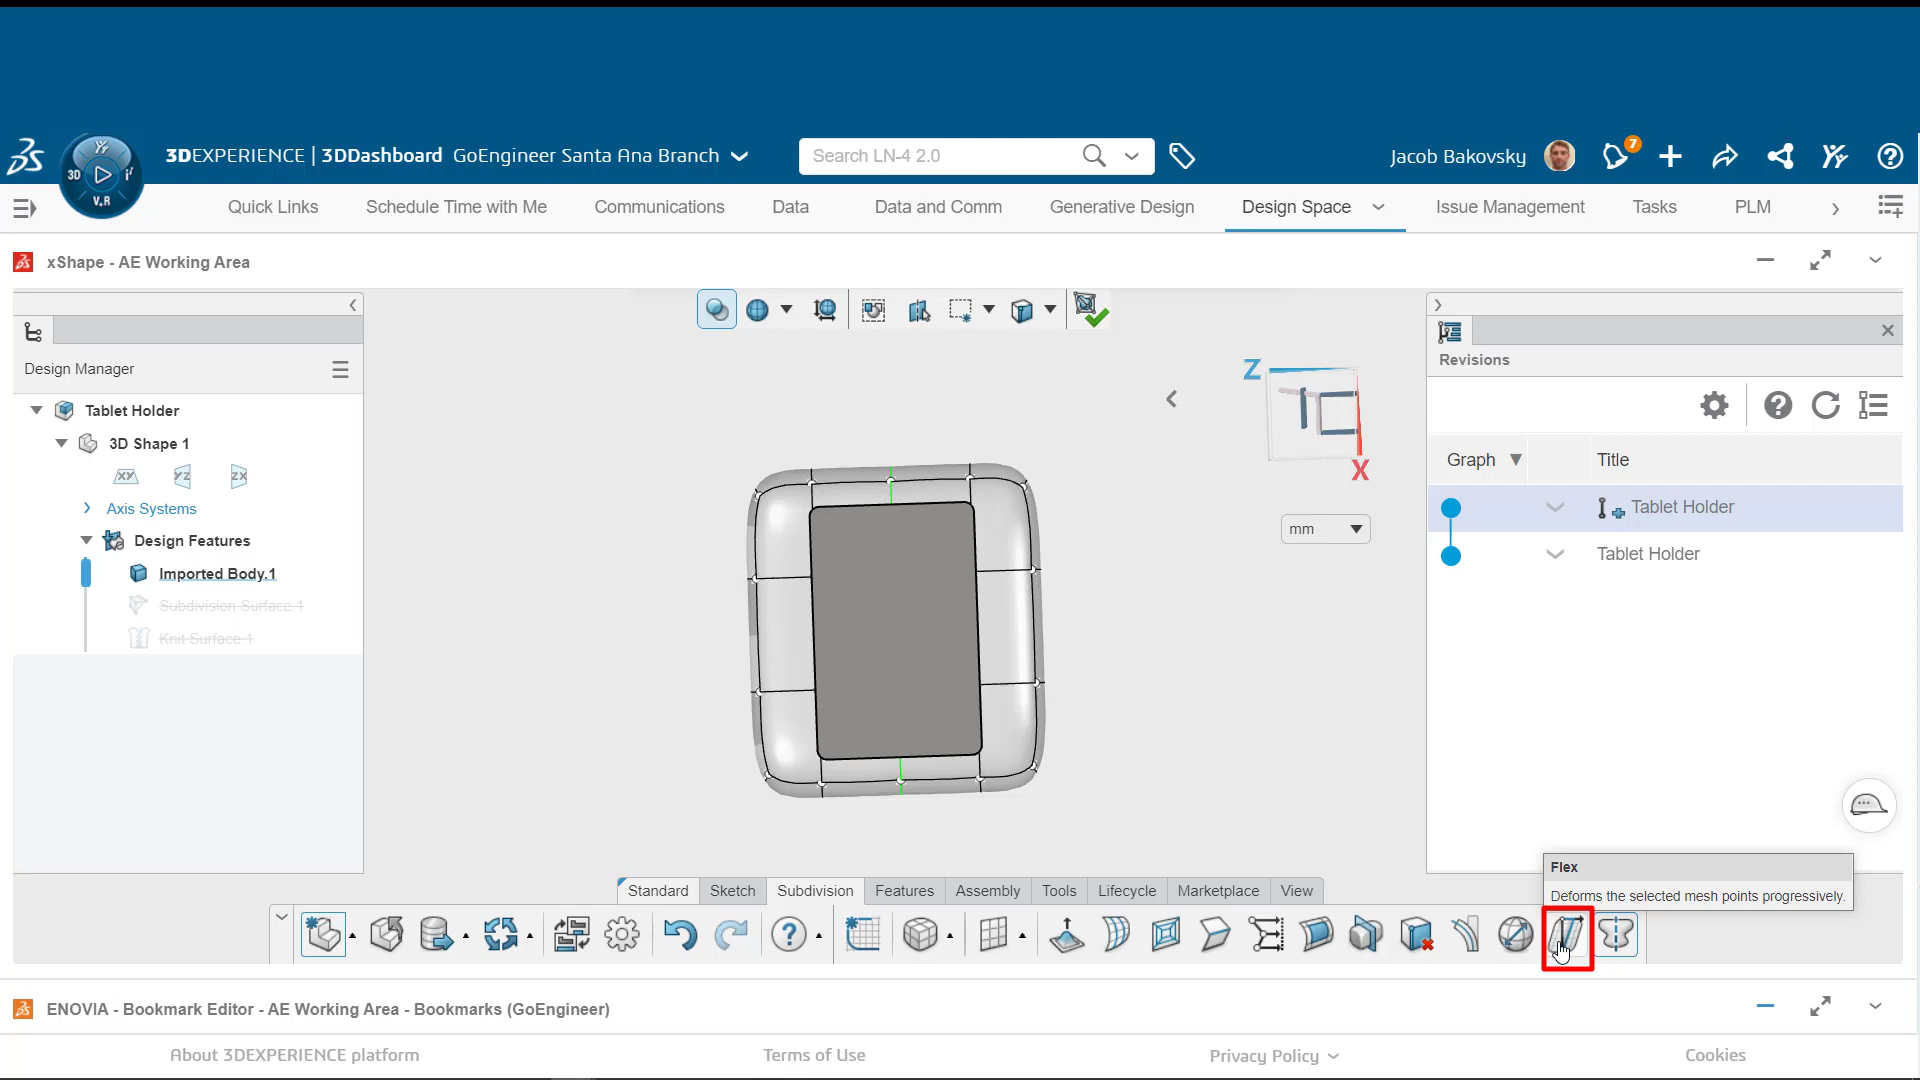 3D
V.R
3DEXPERIENCE | 3DDashboard GoEngineer Santa Ana Branch
Search LN-4 2.0
Jacob Bakovsky
7
Quick Links
Schedule Time with Me
Communications
Data
Data and Comm
Generative Design
Design Space
Issue Management
Tasks
PLM
xShape - AE Working Area
Design Manager
Tablet Holder
3D Shape 1
XY
YZ
ZX
Axis Systems
Design Features
Imported Body.1
Subdivision Surface.1
Knit Surface.1
Z
X
mm
Revisions
Graph
Title
Tablet Holder
Tablet Holder
Flex
Deforms the selected mesh points progressively.
Standard
Sketch
Subdivision
Features
Assembly
Tools
Lifecycle
Marketplace
View
ENOVIA - Bookmark Editor - AE Working Area - Bookmarks (GoEngineer)
About 3DEXPERIENCE platform
Terms of Use
Privacy Policy
Cookies